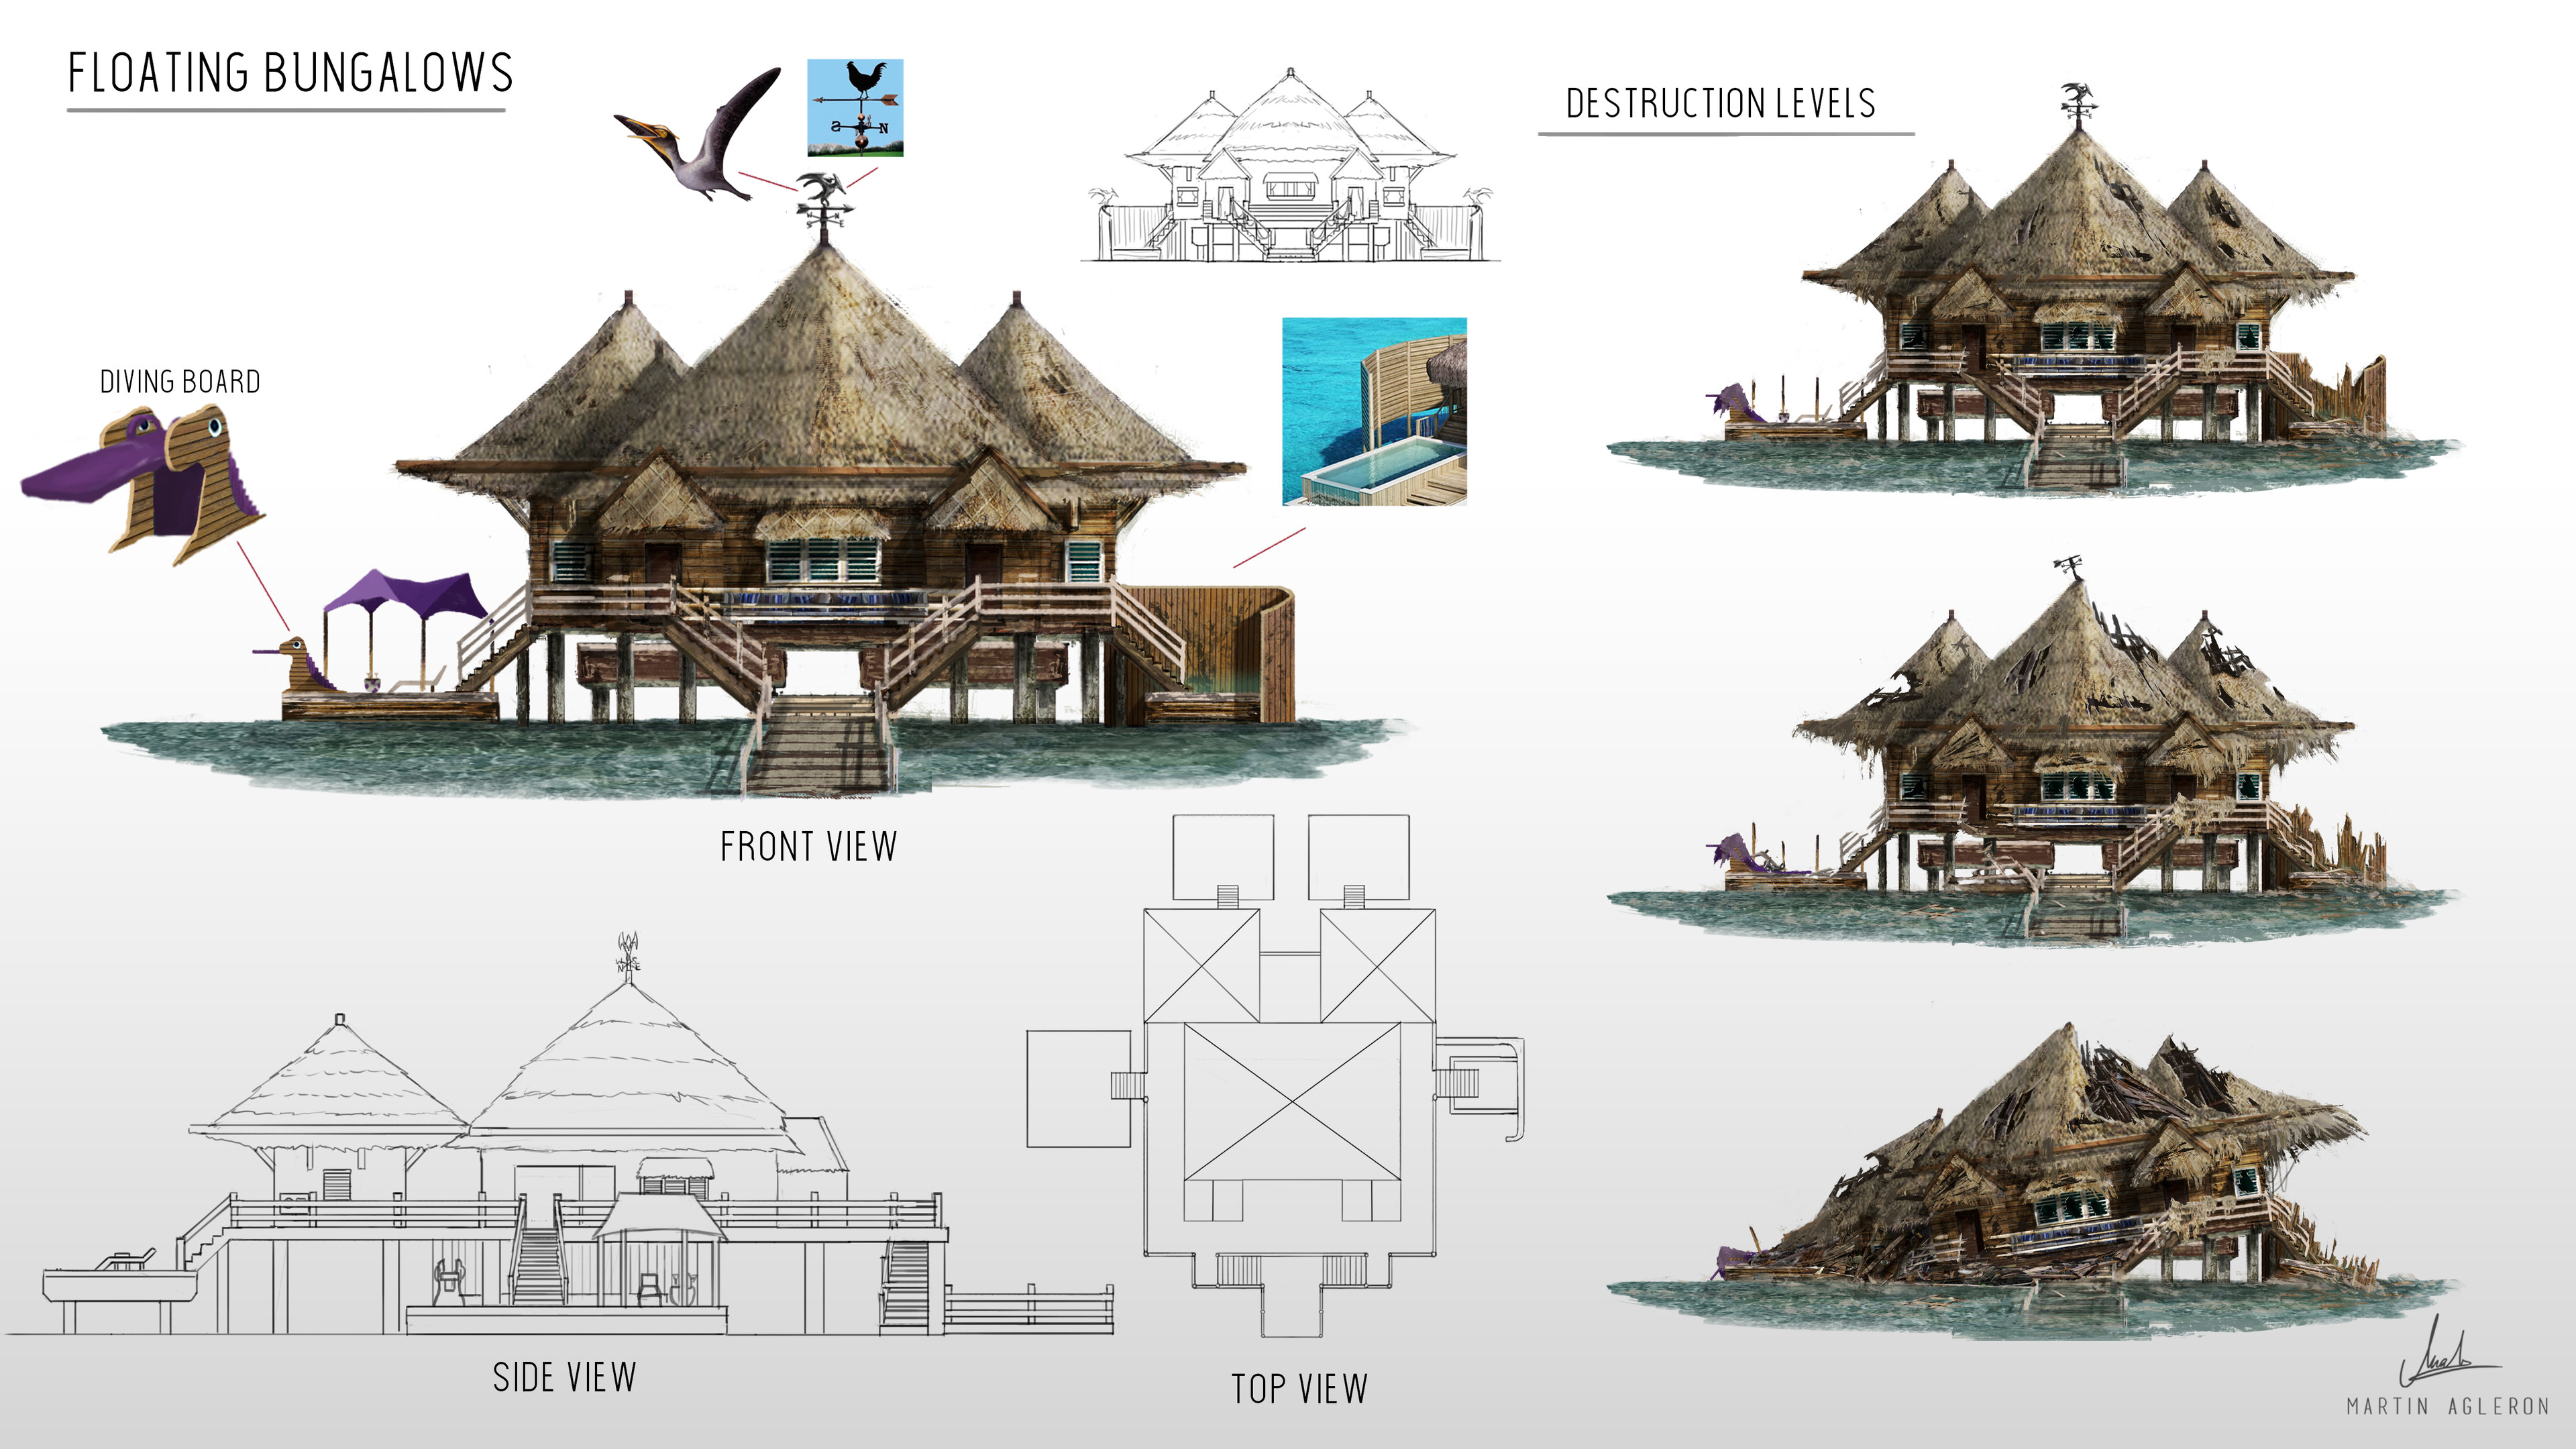 FLOATING BUNGALOWS
DESTRUCTION LEVELS
N
DIVING BOARD
FRONT VIEW
SIDE VIEW
TOP VIEW
MARTIN AGLERON